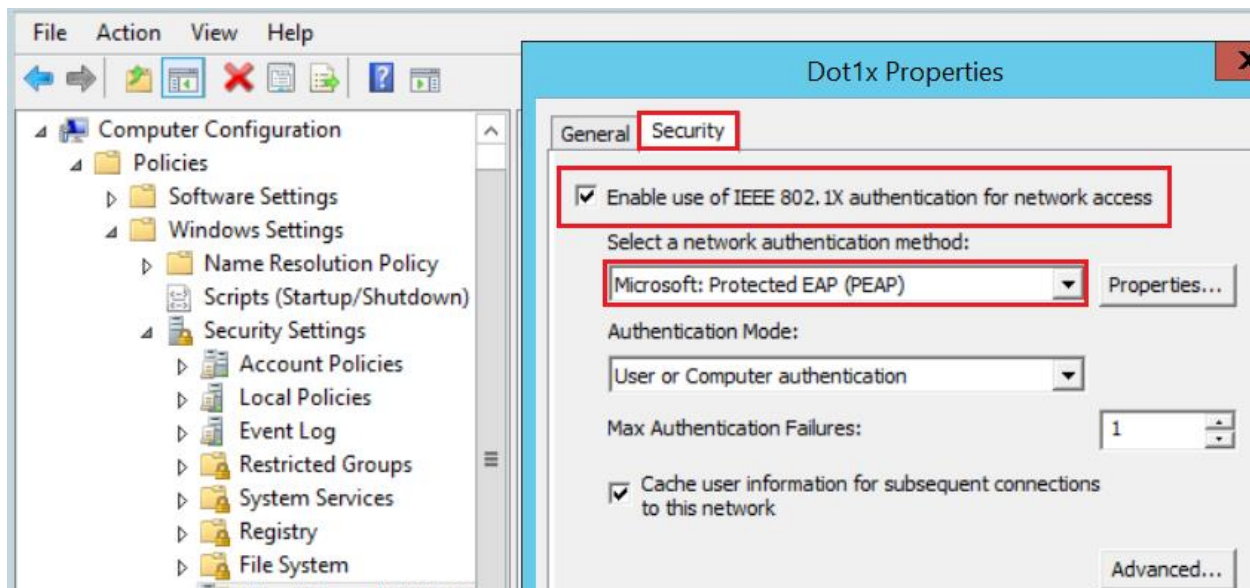 File Action View Help
Computer Configuration
Policies
Software Settings
Windows Settings
Name Resolution Policy
Scripts (Startup/Shutdown)
Security Settings
Account Policies
Local Policies
Event Log
Restricted Groups
System Services
Registry
File System
Dot1x Properties
General Security
Enable use of IEEE 802.1X authentication for network access
Select a network authentication method:
Microsoft: Protected EAP (PEAP) Properties...
Authentication Mode:
User or Computer authentication
Max Authentication Failures: 1
Cache user information for subsequent connections
to this network
Advanced...